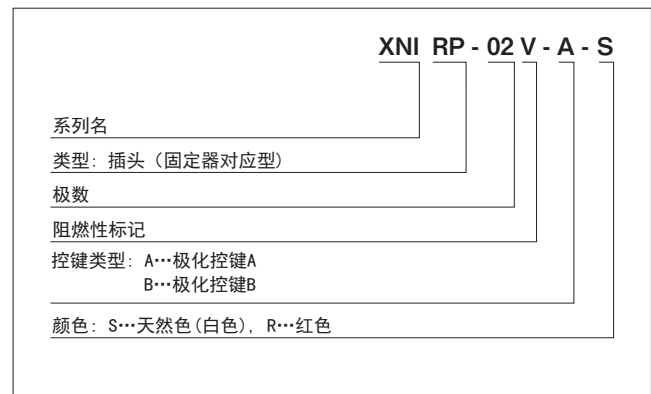 XNI RP - 02 V - A - S
系列名
类型: 插头 (固定器对应型)
极数
阻燃性标记
控键类型: A…极化控键A
B…极化控键B
颜色: S…天然色(白色), R…红色